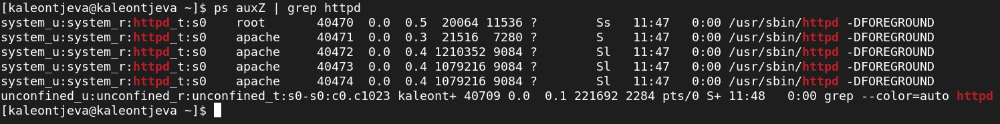 [kaleontjeva@kaleontjeva ~]$ ps auxZ | grep httpd
system_u:system_r:httpd_t:s0    root       40470  0.0  0.5  20064 11536 ?        Ss   11:47   0:00 /usr/sbin/httpd -DFOREGROUND
system_u:system_r:httpd_t:s0    apache     40471  0.0  0.3  21516  7280 ?        S    11:47   0:00 /usr/sbin/httpd -DFOREGROUND
system_u:system_r:httpd_t:s0    apache     40472  0.0  0.4 1210352 9084 ?        Sl   11:47   0:00 /usr/sbin/httpd -DFOREGROUND
system_u:system_r:httpd_t:s0    apache     40473  0.0  0.4 1079216 9084 ?        Sl   11:47   0:00 /usr/sbin/httpd -DFOREGROUND
system_u:system_r:httpd_t:s0    apache     40474  0.0  0.4 1079216 9084 ?        Sl   11:47   0:00 /usr/sbin/httpd -DFOREGROUND
unconfined_u:unconfined_r:unconfined_t:s0-s0:c0.c1023 kaleont+ 40709 0.0  0.1 221692 2284 pts/0 S+ 11:48   0:00 grep --color=auto httpd
[kaleontjeva@kaleontjeva ~]$